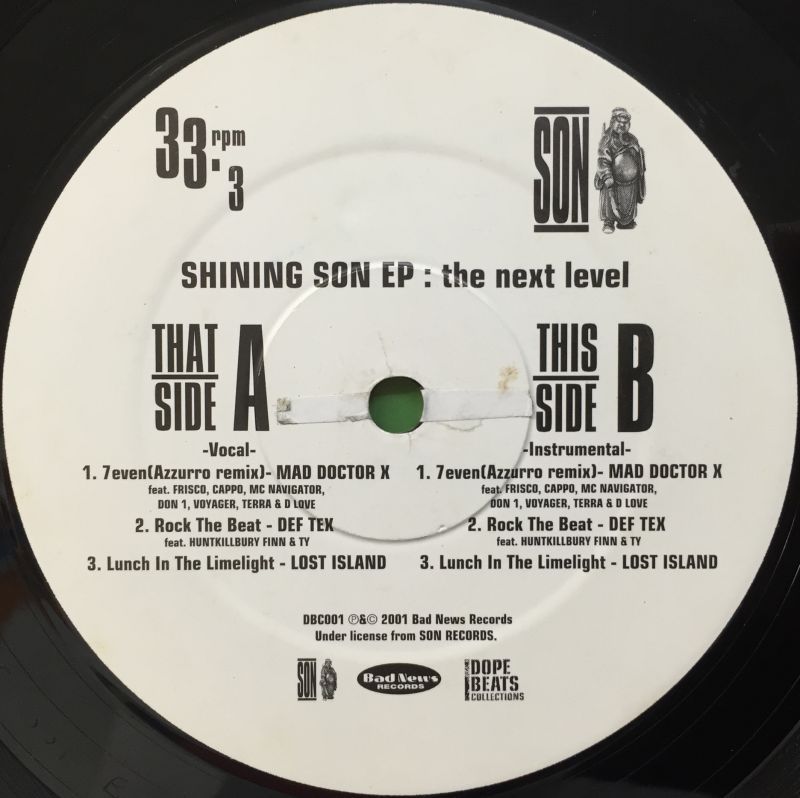 33.3 rpm
SON
SHINING SON EP : the next level
THAT SIDE A
-Vocal-
1. 7even(Azzurro remix)- MAD DOCTOR X
feat. FRISCO, CAPPO, MC NAVIGATOR,
DON 1, VOYAGER, TERRA & D LOVE
2. Rock The Beat - DEF TEX
feat. HUNTKILLBURY FINN & TY
3. Lunch In The Limelight - LOST ISLAND
THIS SIDE B
-Instrumental-
1. 7even(Azzurro remix)- MAD DOCTOR X
feat. FRISCO, CAPPO, MC NAVIGATOR,
DON 1, VOYAGER, TERRA & D LOVE
2. Rock The Beat - DEF TEX
feat. HUNTKILLBURY FINN & TY
3. Lunch In The Limelight - LOST ISLAND
DBC001 ℗&© 2001 Bad News Records
Under license from SON RECORDS.
SON
Bad News
RECORDS
DOPE
BEATS
COLLECTIONS